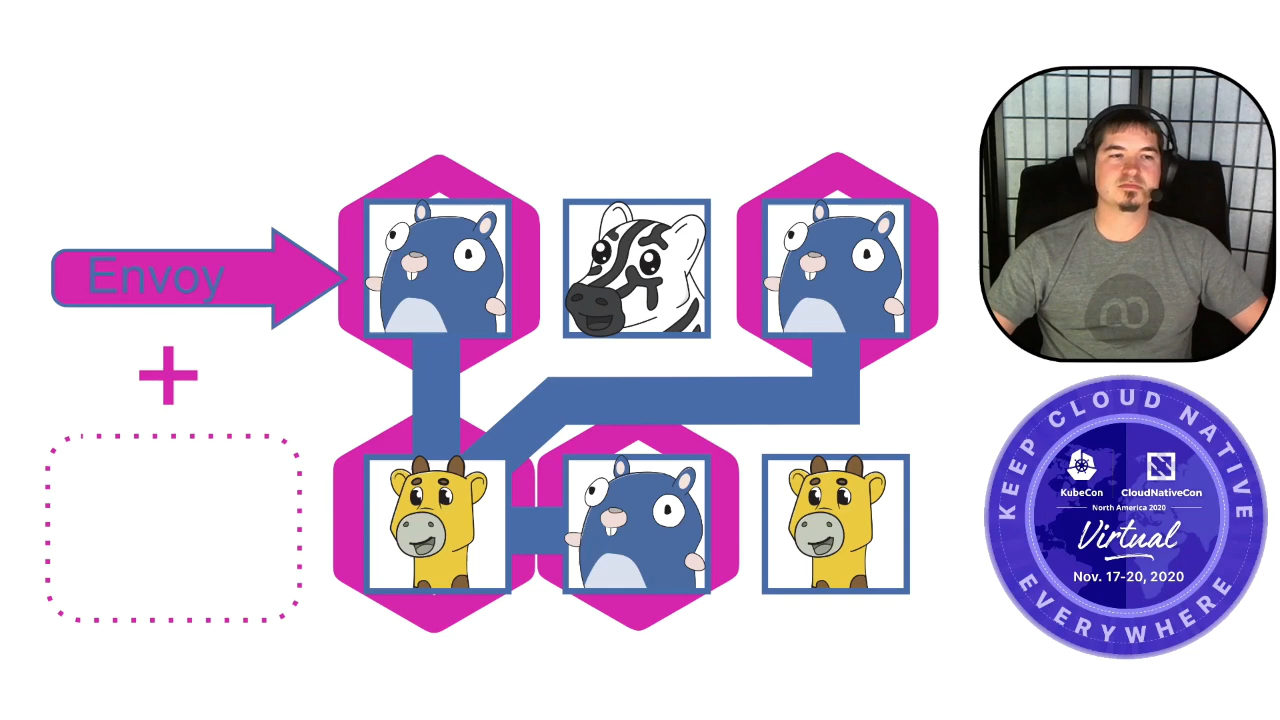 Envoy
+
KEEP CLOUD NATIVE
KubeCon
CloudNativeCon
North America 2020
Virtual
Nov. 17-20, 2020
EVERYWHERE